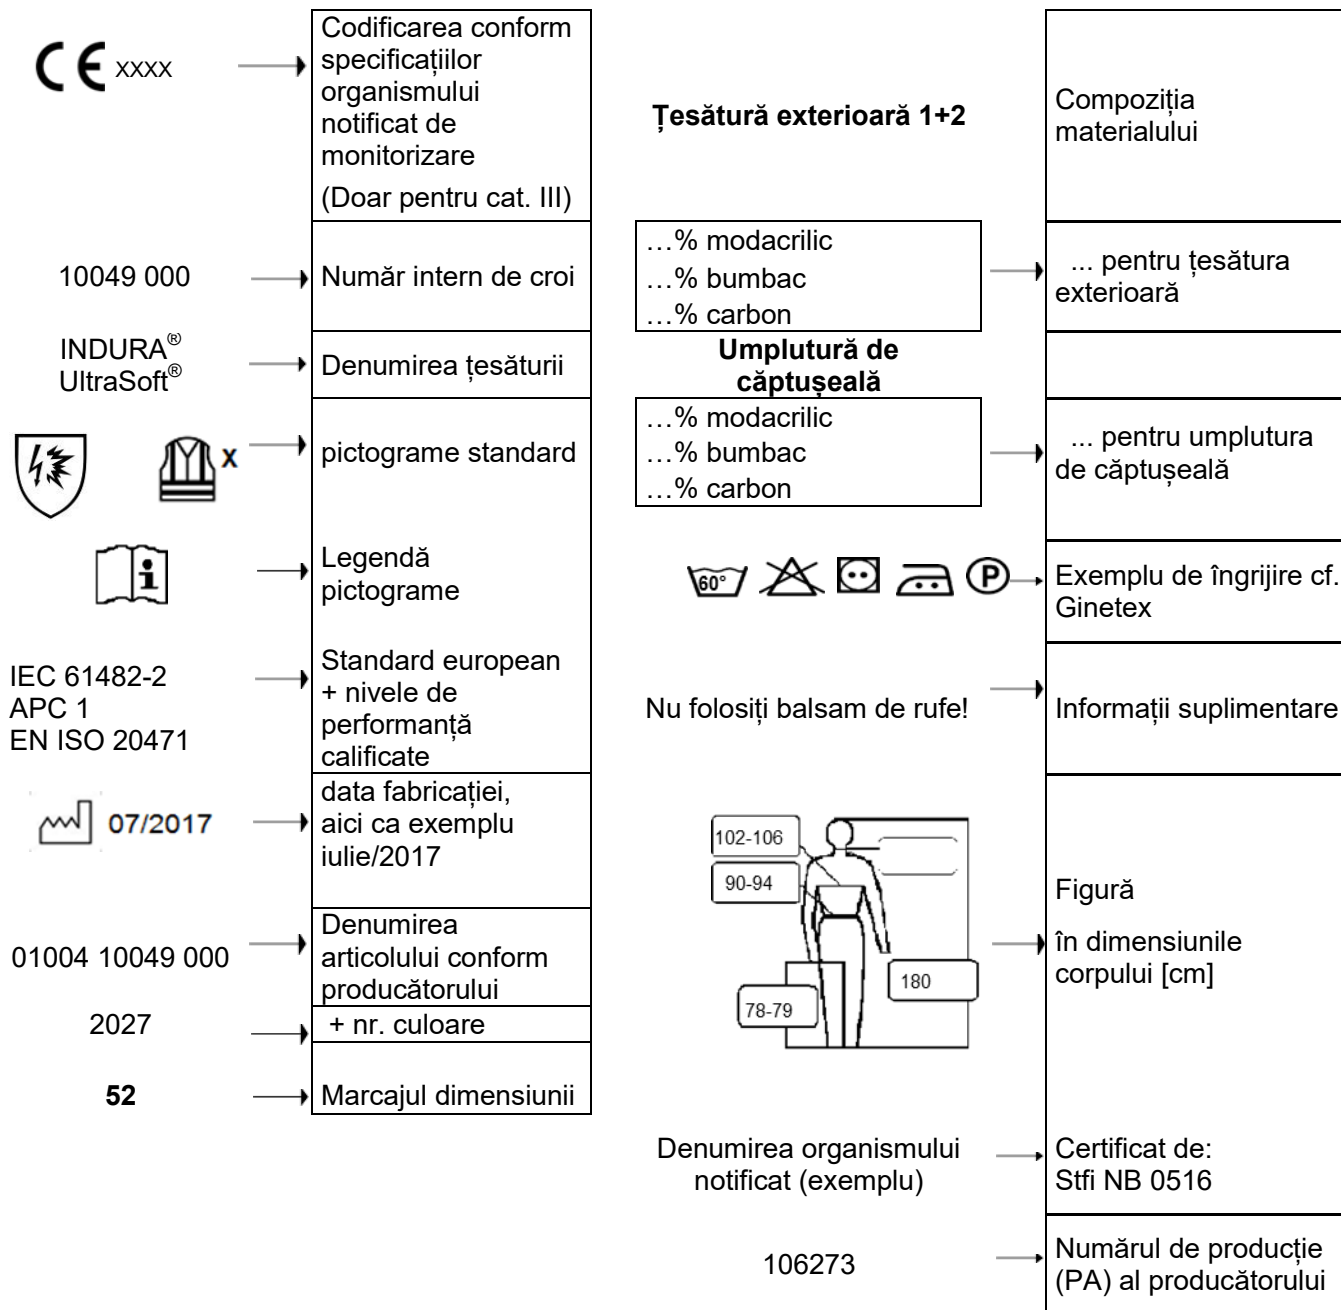 CE XXXX
Codificarea conform
specificațiilor
organismului
notificat de
monitorizare
(Doar pentru cat. III)
10049 000
Număr intern de croi
INDURA®
UltraSoft®
Denumirea țesăturii
X
pictograme standard
i
Legendă
pictograme
IEC 61482-2
APC 1
EN ISO 20471
Standard european
+ nivele de
performanță
calificate
07/2017
data fabricației,
aici ca exemplu
iulie/2017
01004 10049 000
Denumirea
articolului conform
producătorului
2027
+ nr. culoare
52
Marcajul dimensiunii
Țesătură exterioară 1+2
Compoziția
materialului
…% modacrilic
…% bumbac
…% carbon
... pentru țesătura
exterioară
Umplutură de
căptușeală
…% modacrilic
…% bumbac
…% carbon
... pentru umplutura
de căptușeală
60°
P
Exemplu de îngrijire cf.
Ginetex
Nu folosiți balsam de rufe!
Informații suplimentare
102-106
90-94
180
78-79
Figură
în dimensiunile
corpului [cm]
Denumirea organismului
notificat (exemplu)
Certificat de:
Stfi NB 0516
106273
Numărul de producție
(PA) al producătorului